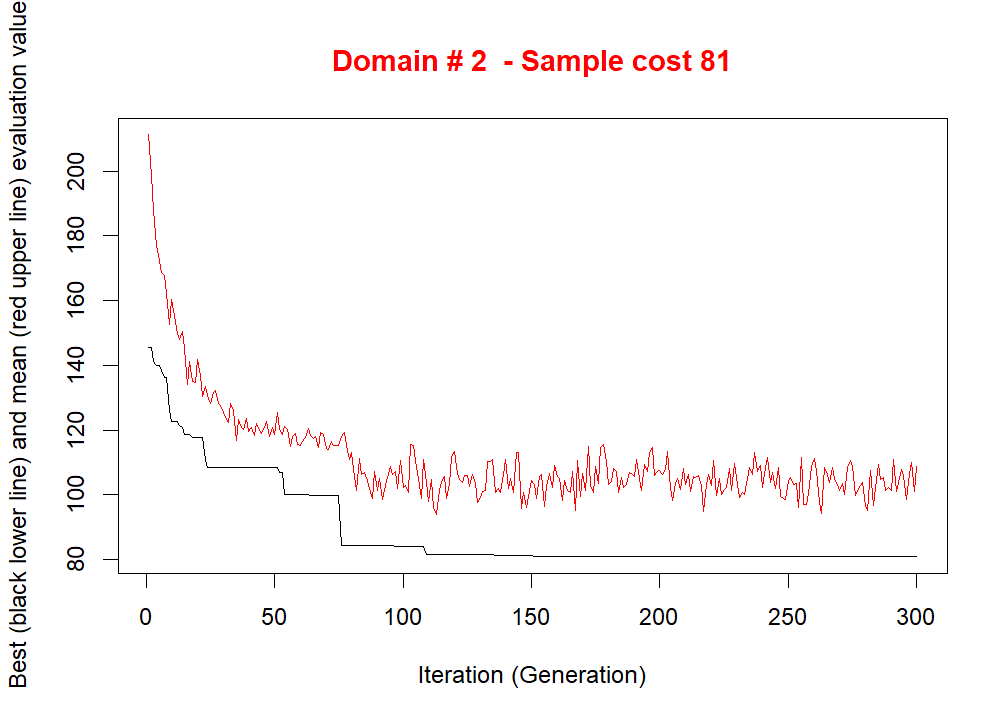 Domain # 2  - Sample cost 81
Best (black lower line) and mean (red upper line) evaluation value
200
180
160
140
120
100
80
0 50 100 150 200 250 300
Iteration (Generation)